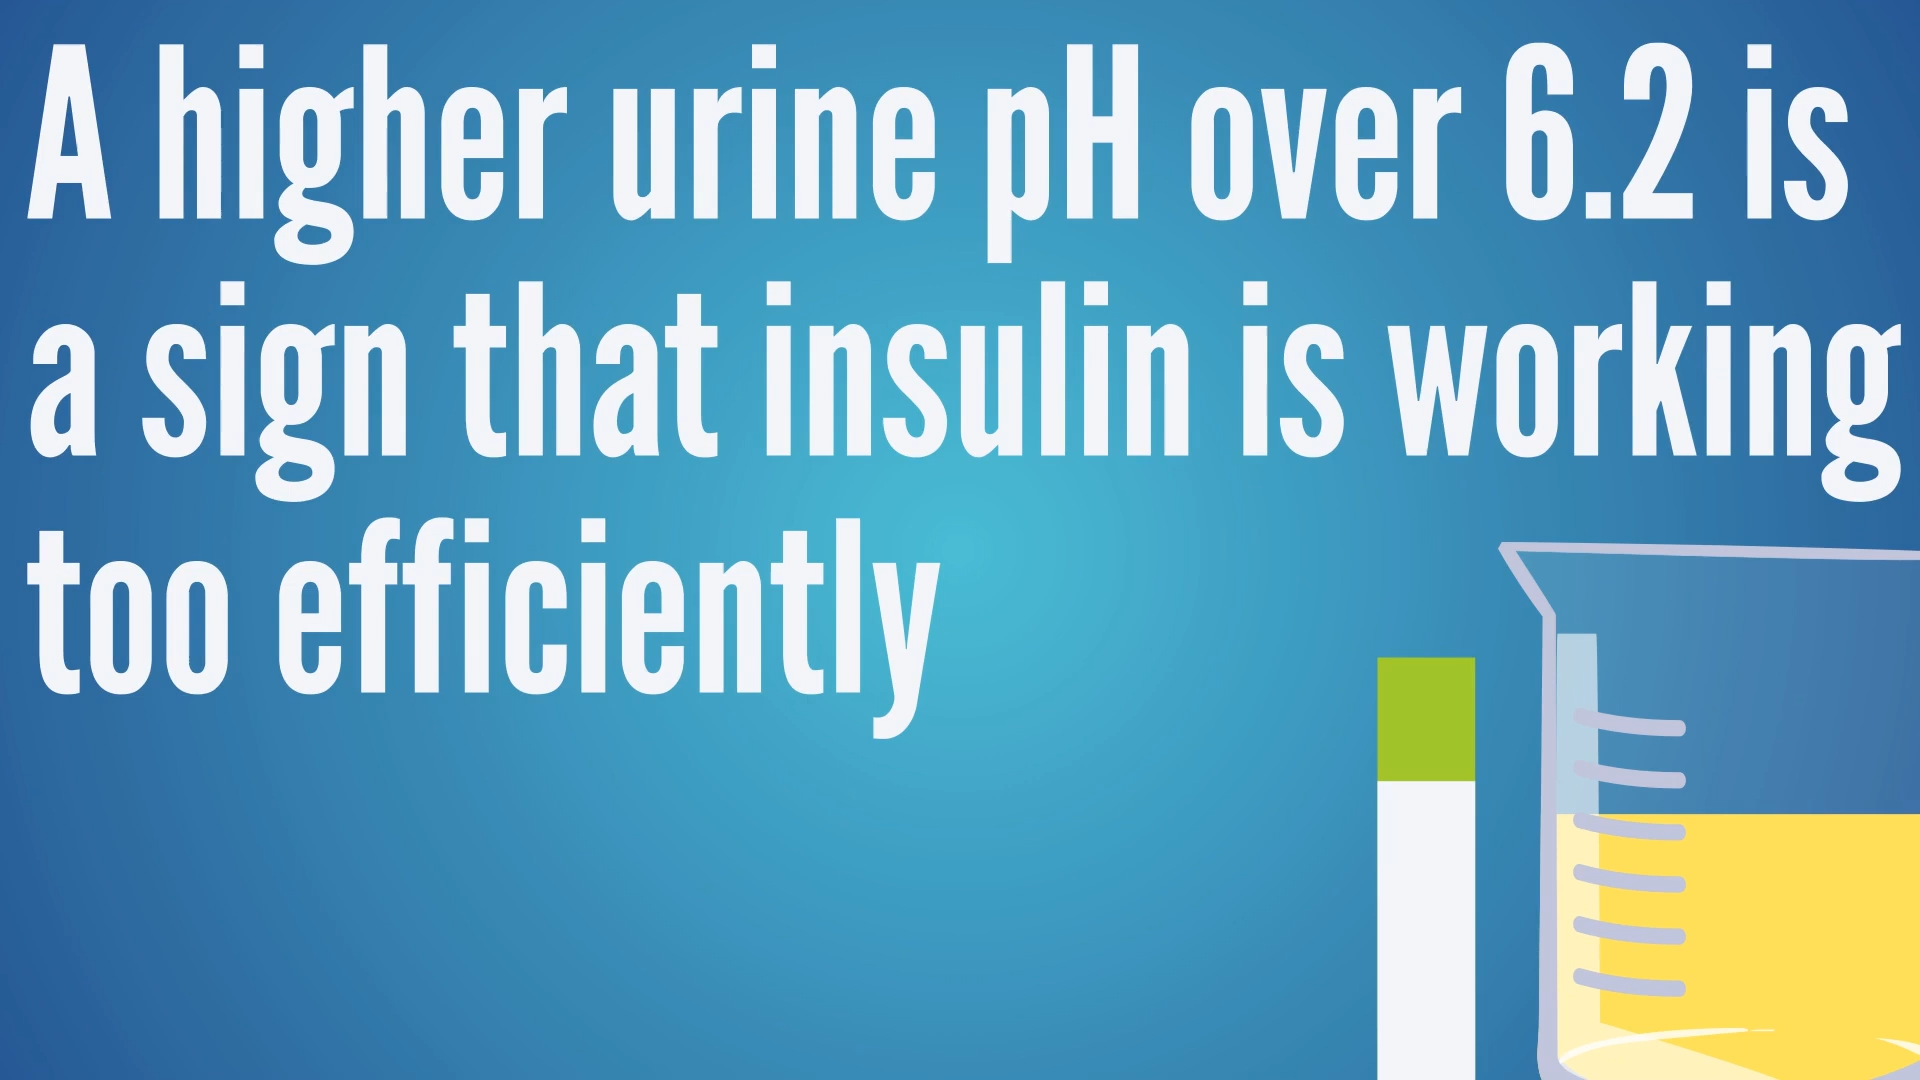 A higher urine pH over 6.2 is
a sign that insulin is working
too efficiently